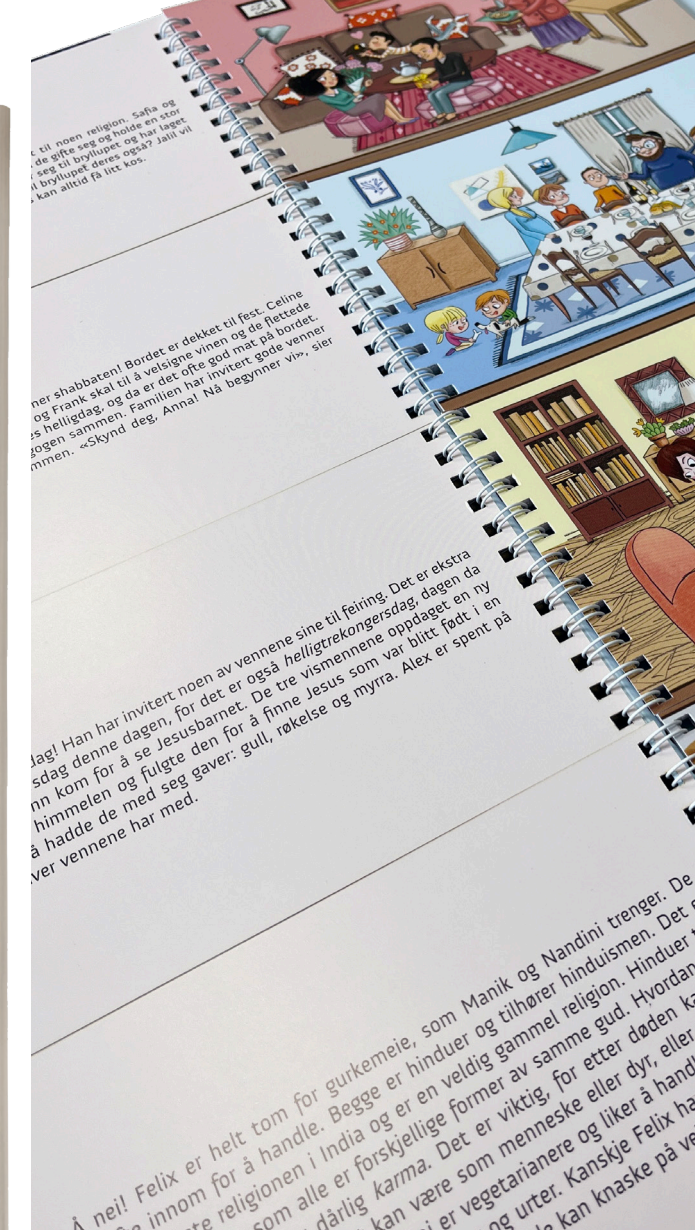 t til noen religion. Safia og
de gifte seg og holde en stor
seg til bryllupet og har laget
bryllupet deres også? Jalil vil
kan alltid få litt kos.
ner shabbaten! Bordet er dekket til fest. Celine
og Frank skal til å velsigne vinen og de flettede
es helligdag, og da er det ofte god mat på bordet.
gogen sammen. Familien har invitert gode venner
mmen. «Skynd deg, Anna! Nå begynner vi», sier
dag! Han har invitert noen av vennene sine til feiring. Det er ekstra
sdag denne dagen, for det er også helligtrekongersdag, dagen da
nn kom for å se Jesusbarnet. De tre vismennene oppdaget en ny
himmelen og fulgte den for å finne Jesus som var blitt født i en
å hadde de med seg gaver: gull, røkelse og myrra. Alex er spent på
ver vennene har med.
Å nei! Felix er helt tom for gurkemeie, som Manik og Nandini trenger. De
innom for å handle. Begge er hinduer og tilhører hinduismen. Det
te religionen i India og er en veldig gammel religion. Hinduer
som alle er forskjellige former av samme gud. Hvordan
dårlig karma. Det er viktig, for etter døden
kan være som menneske eller dyr, eller
er vegetarianere og liker å hand
og urter. Kanskje Felix ha
kan knaske på